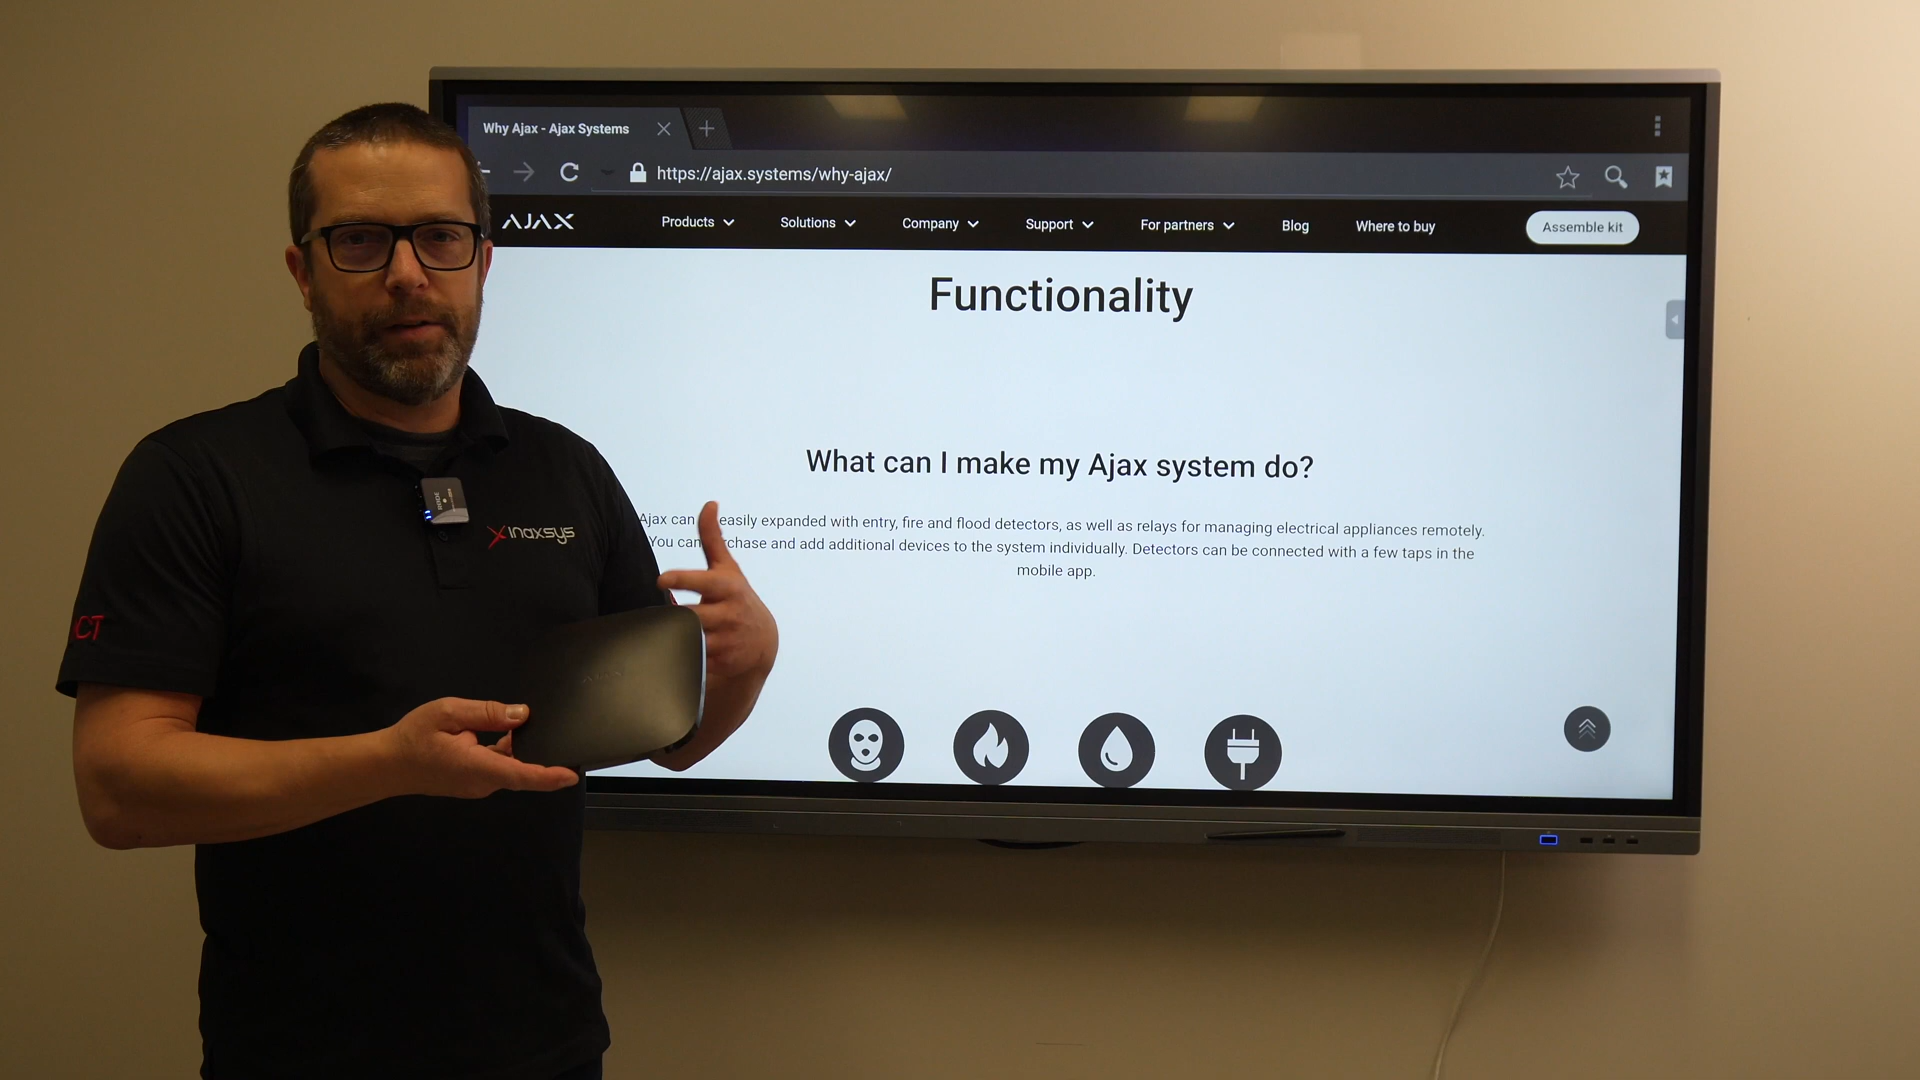 Why Ajax - Ajax Systems
https://ajax.systems/why-ajax/
AJAX
Products
Solutions
Company
Support
For partners
Blog
Where to buy
Assemble kit
Functionality
What can I make my Ajax system do?
Ajax can easily expanded with entry, fire and flood detectors, as well as relays for managing electrical appliances remotely.
You can and add additional devices to the system individually. Detectors can be connected with a few taps in the
mobile app.
RODE
inaxsys
CT
AJAX